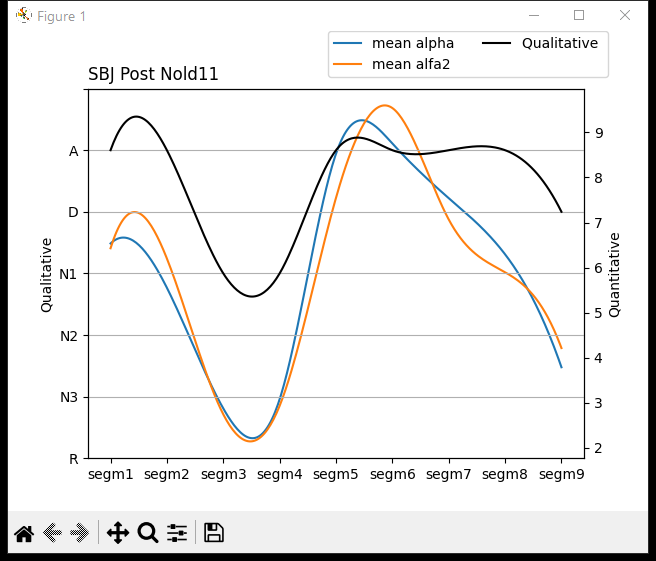 Figure 1
mean alpha
mean alfa2
Qualitative
SBJ Post Nold11
A
D
N1
N2
N3
R
Qualitative
9
8
7
6
5
4
3
2
Quantitative
segm1 segm2 segm3 segm4 segm5 segm6 segm7 segm8 segm9